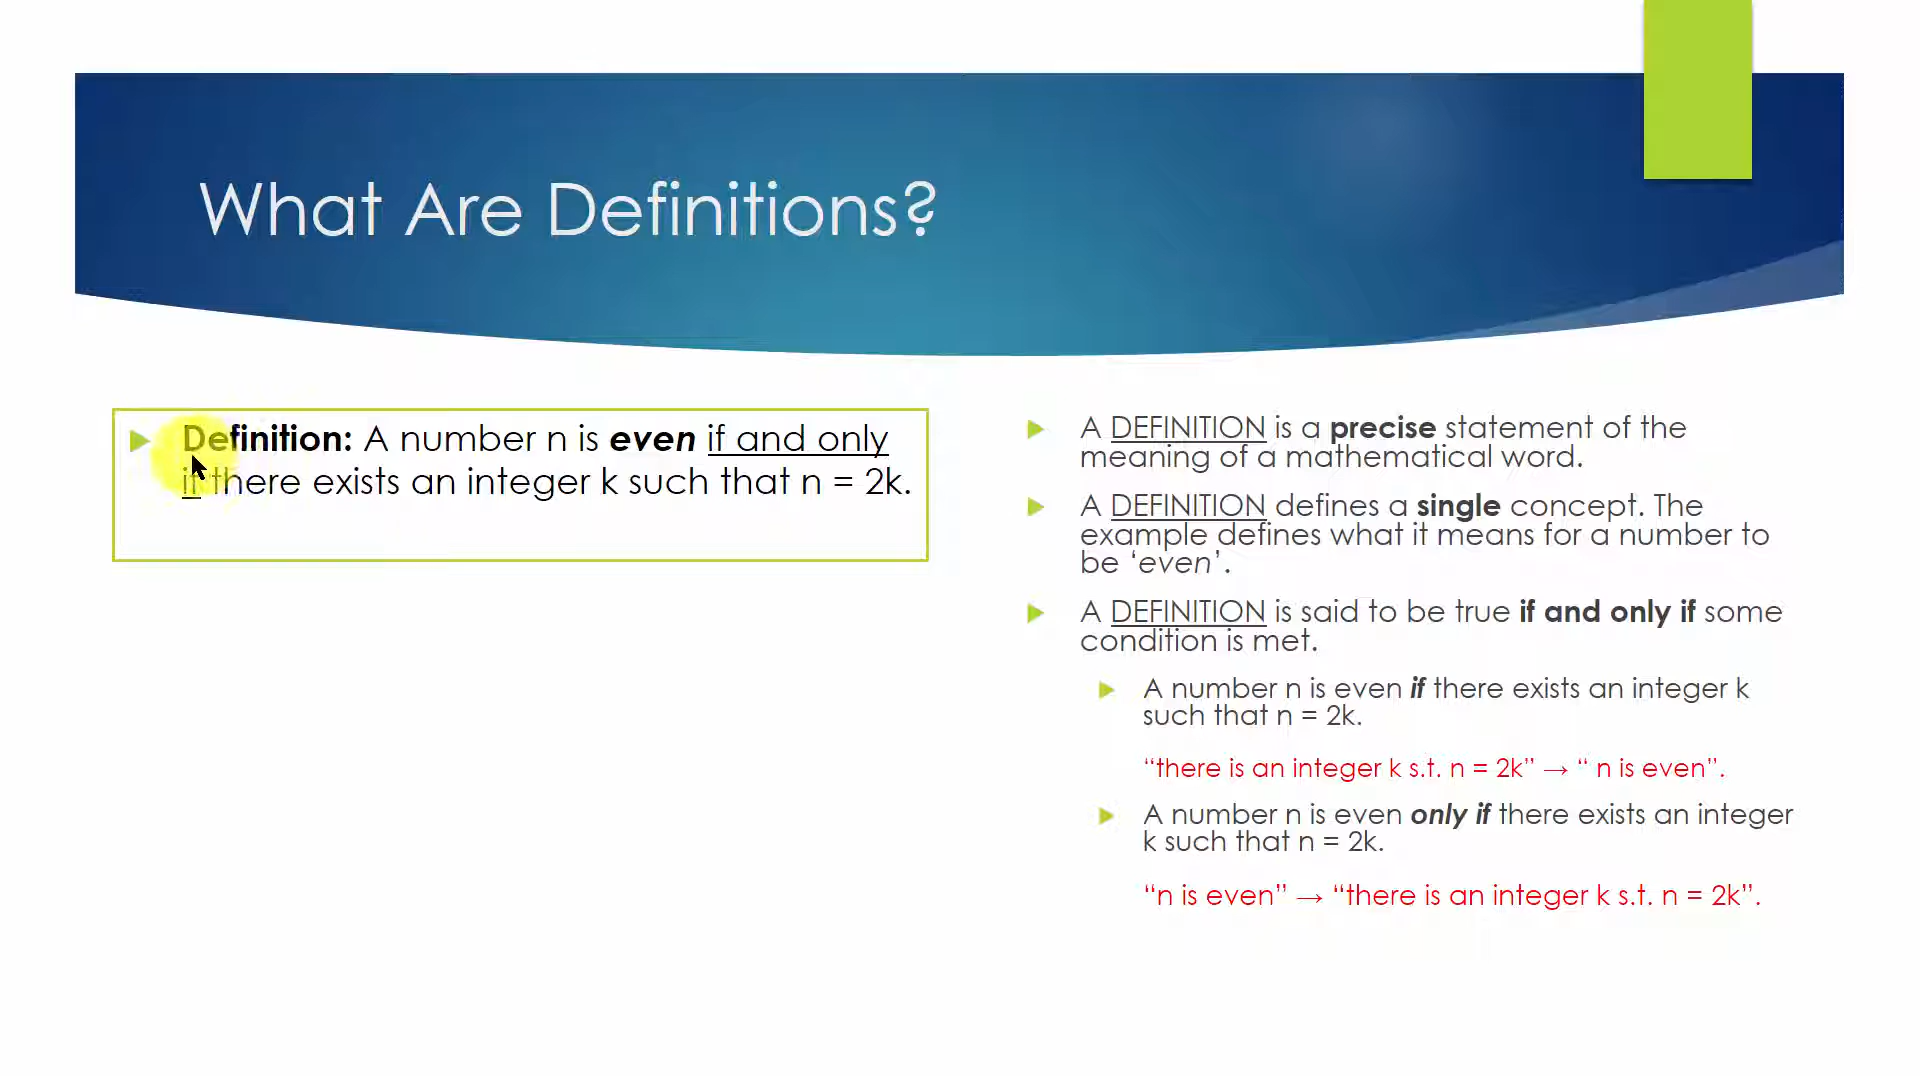 What Are Definitions?
Definition: A number n is even if and only
if there exists an integer k such that n = 2k.
A DEFINITION is a precise statement of the
meaning of a mathematical word.
A DEFINITION defines a single concept. The
example defines what it means for a number to
be ‘even’.
A DEFINITION is said to be true if and only if some
condition is met.
A number n is even if there exists an integer k
such that n = 2k.
“there is an integer k s.t. n = 2k” → “ n is even”.
A number n is even only if there exists an integer
k such that n = 2k.
“n is even” → “there is an integer k s.t. n = 2k”.